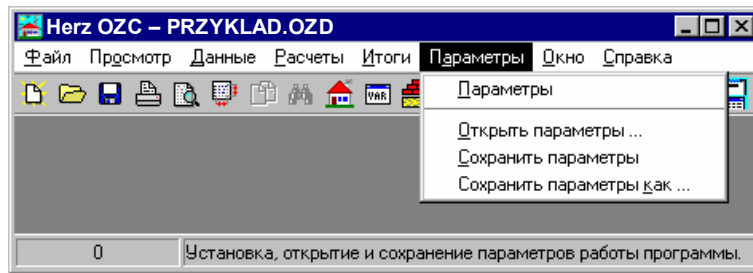 Herz OZC – PRZYKLAD.OZD
Файл Просмотр Данные Расчеты Итоги Параметры Окно Справка
VAR
Параметры
Открыть параметры ...
Сохранить параметры
Сохранить параметры как ...
0 Установка, открытие и сохранение параметров работы программы.